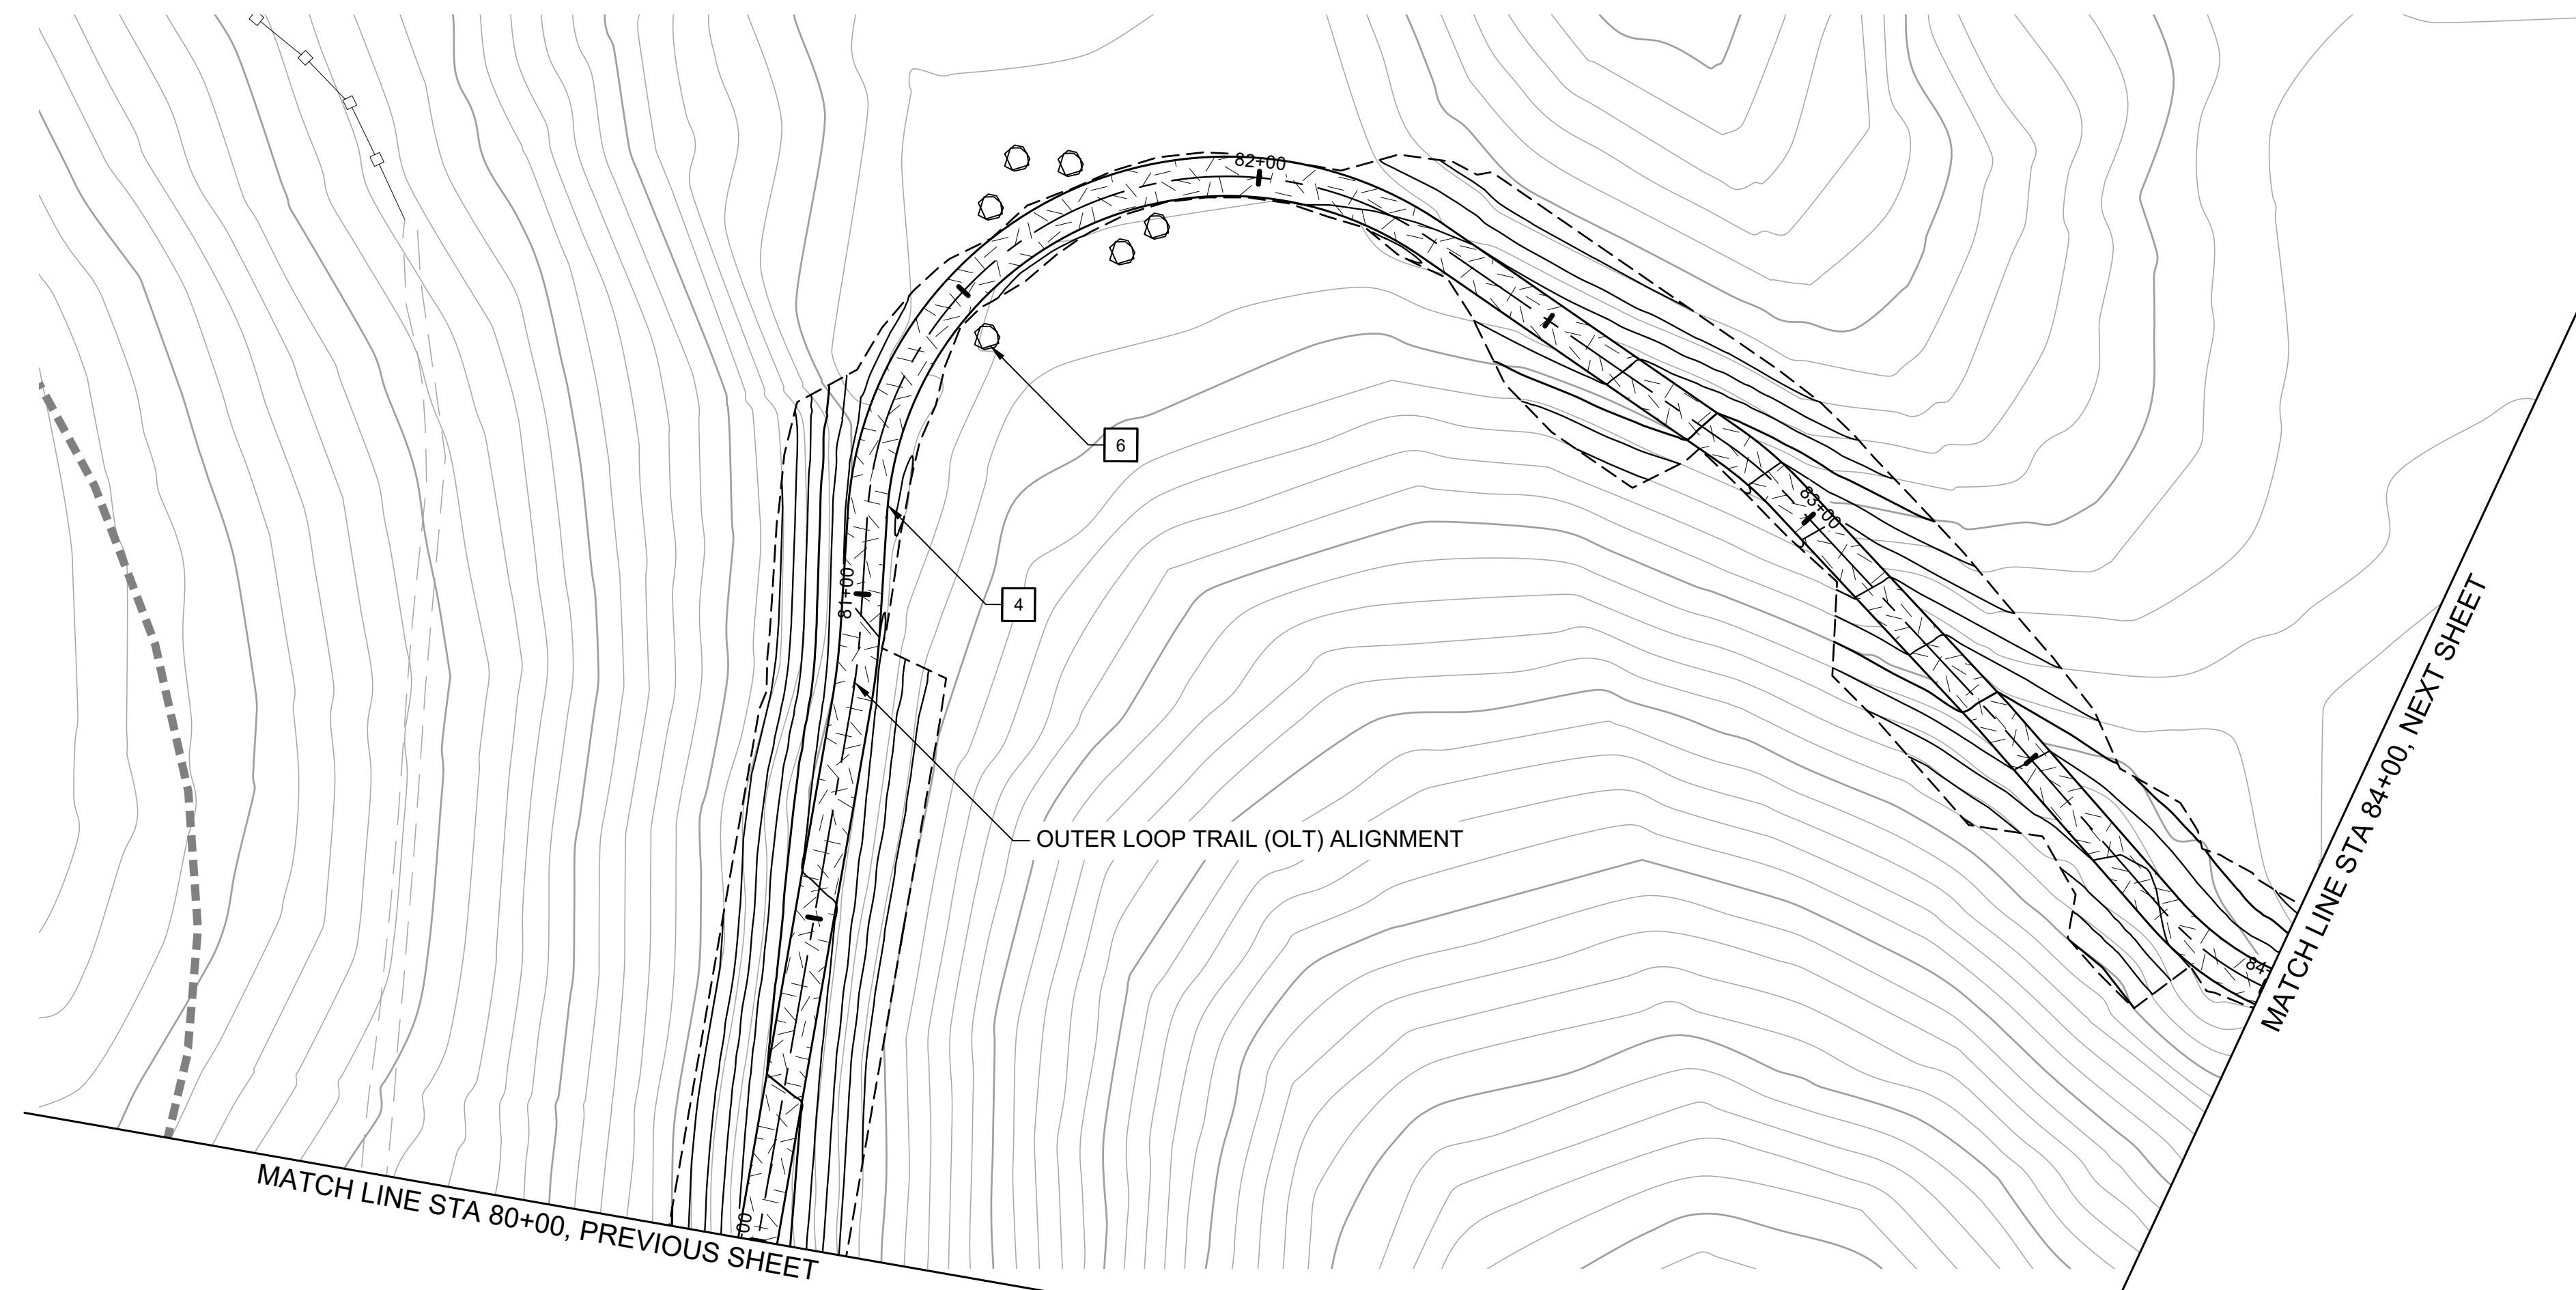 82+00
6
83+00
4
81+00
OUTER LOOP TRAIL (OLT) ALIGNMENT
84+
MATCH LINE STA 84+00, NEXT SHEET
+00
MATCH LINE STA 80+00, PREVIOUS SHEET